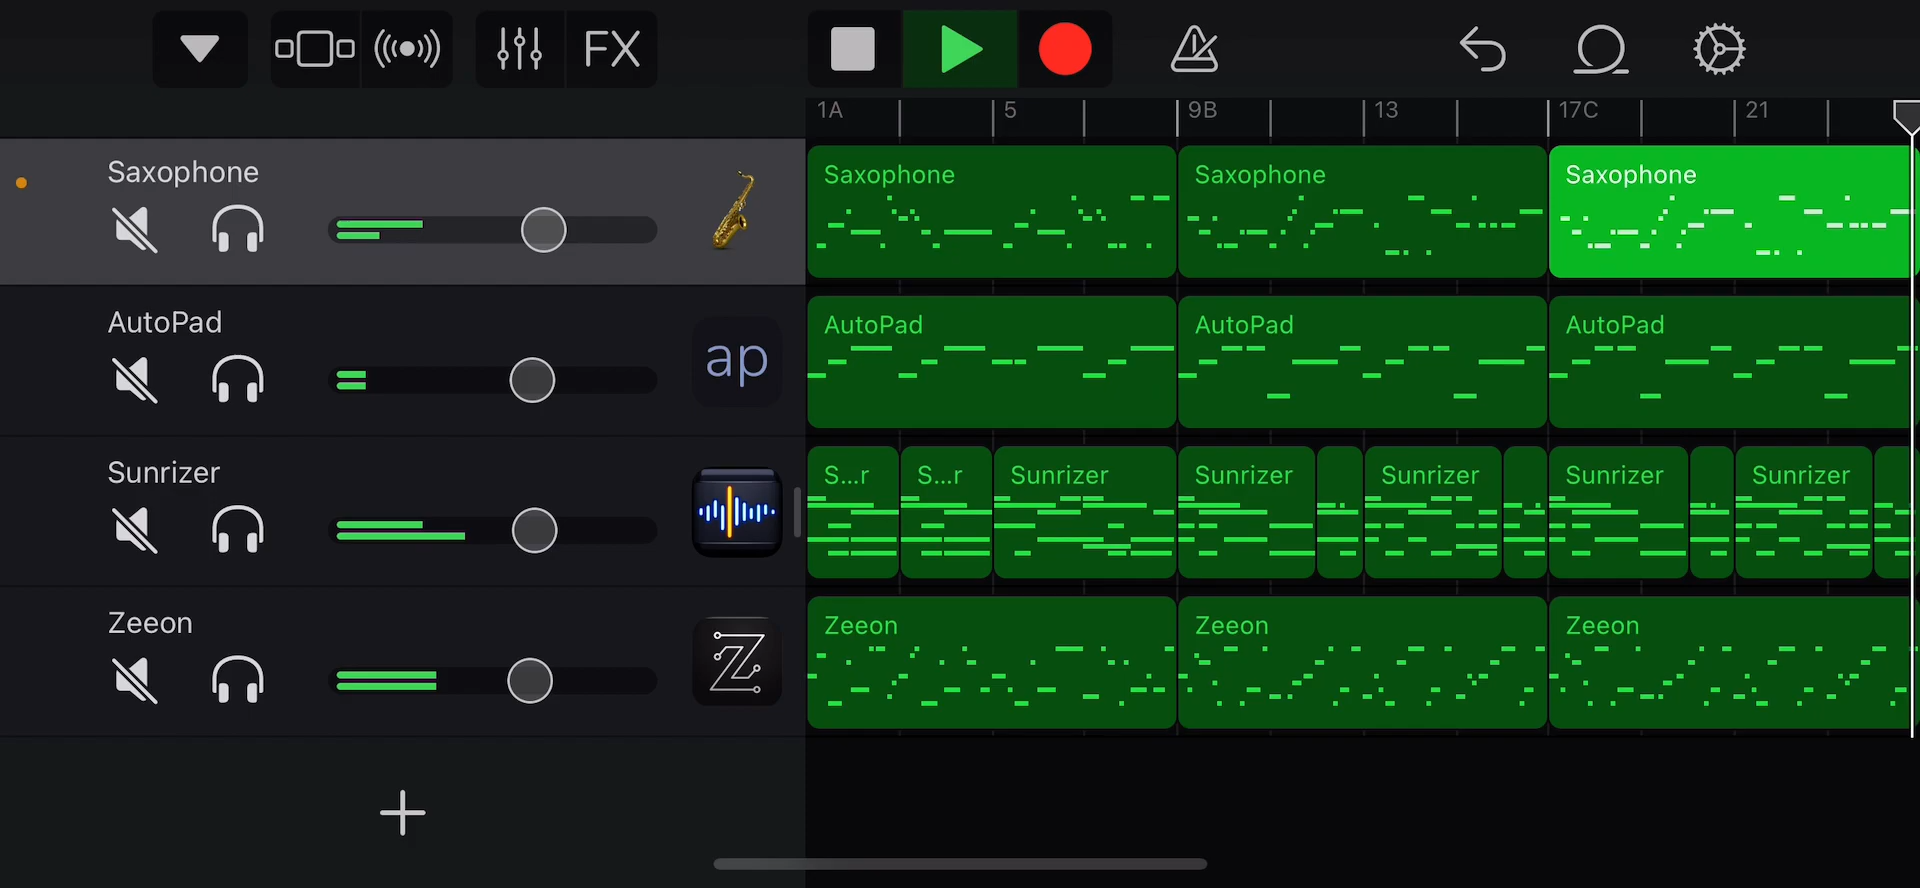 FX
1A 5 9B 13 17C 21
Saxophone
Saxophone Saxophone Saxophone
AutoPad
ap
AutoPad AutoPad AutoPad
Sunrizer
S...r S...r Sunrizer Sunrizer Sunrizer Sunrizer Sunrizer
Zeeon
Z
Zeeon Zeeon Zeeon